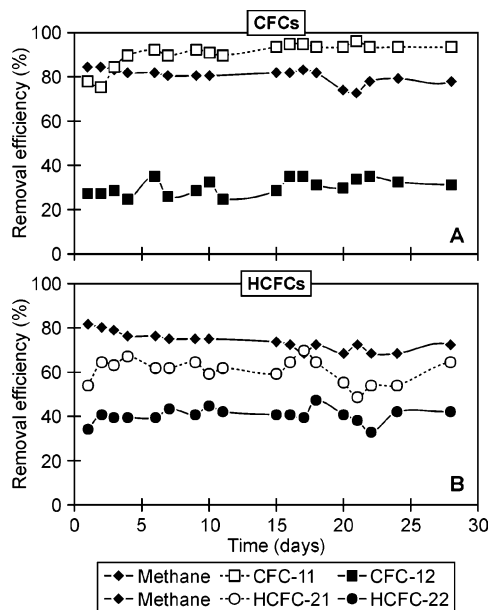 CFCs
Removal efficiency (%)
100
80
60
40
20
0
A
HCFCs
Removal efficiency (%)
100
80
60
40
20
0
B
0 5 10 15 20 25 30
Time (days)
Methane CFC-11 CFC-12
Methane HCFC-21 HCFC-22